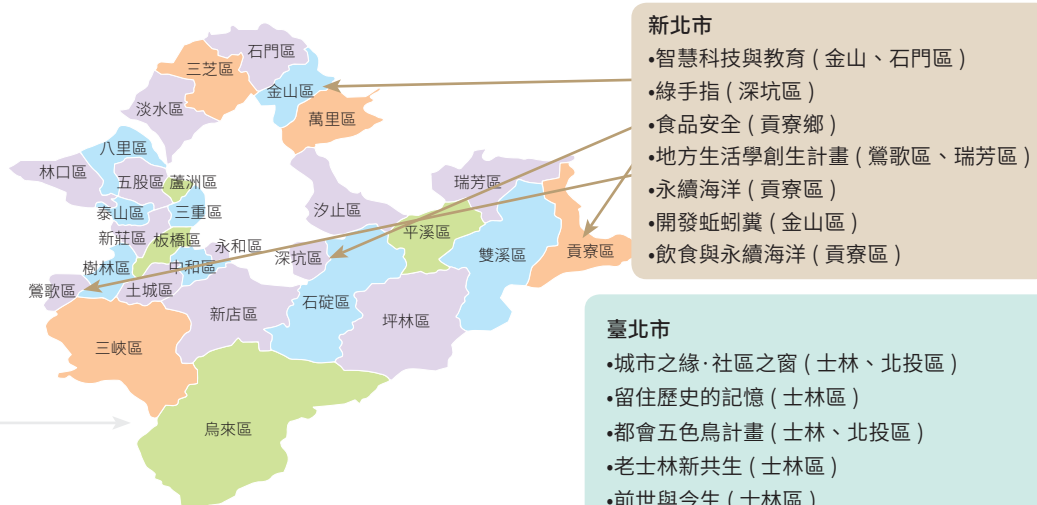 石門區
三芝區
金山區
淡水區
萬里區
八里區
林口區
五股區
蘆洲區
泰山區
三重區
新莊區
板橋區
永和區
樹林區
中和區
鶯歌區
土城區
新店區
三峽區
烏來區
汐止區
瑞芳區
平溪區
深坑區
雙溪區
貢寮區
石碇區
坪林區
新北市
•智慧科技與教育 ( 金山、石門區 )
•綠手指 ( 深坑區 )
•食品安全 ( 貢寮鄉 )
•地方生活學創生計畫 ( 鶯歌區、瑞芳區 )
•永續海洋 ( 貢寮區 )
•開發蚯蚓糞 ( 金山區 )
•飲食與永續海洋 ( 貢寮區 )
臺北市
•城市之緣‧社區之窗 ( 士林、北投區 )
•留住歷史的記憶 ( 士林區 )
•都會五色鳥計畫 ( 士林、北投區 )
•老士林新共生 ( 士林區 )
•前世與今生 ( 士林區 )